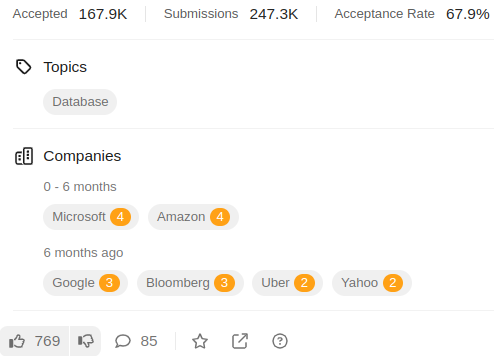 Accepted 167.9K Submissions 247.3K Acceptance Rate 67.9%
Topics
Database
Companies
0 - 6 months
Microsoft 4 Amazon 4
6 months ago
Google 3 Bloomberg 3 Uber 2 Yahoo 2
769 85